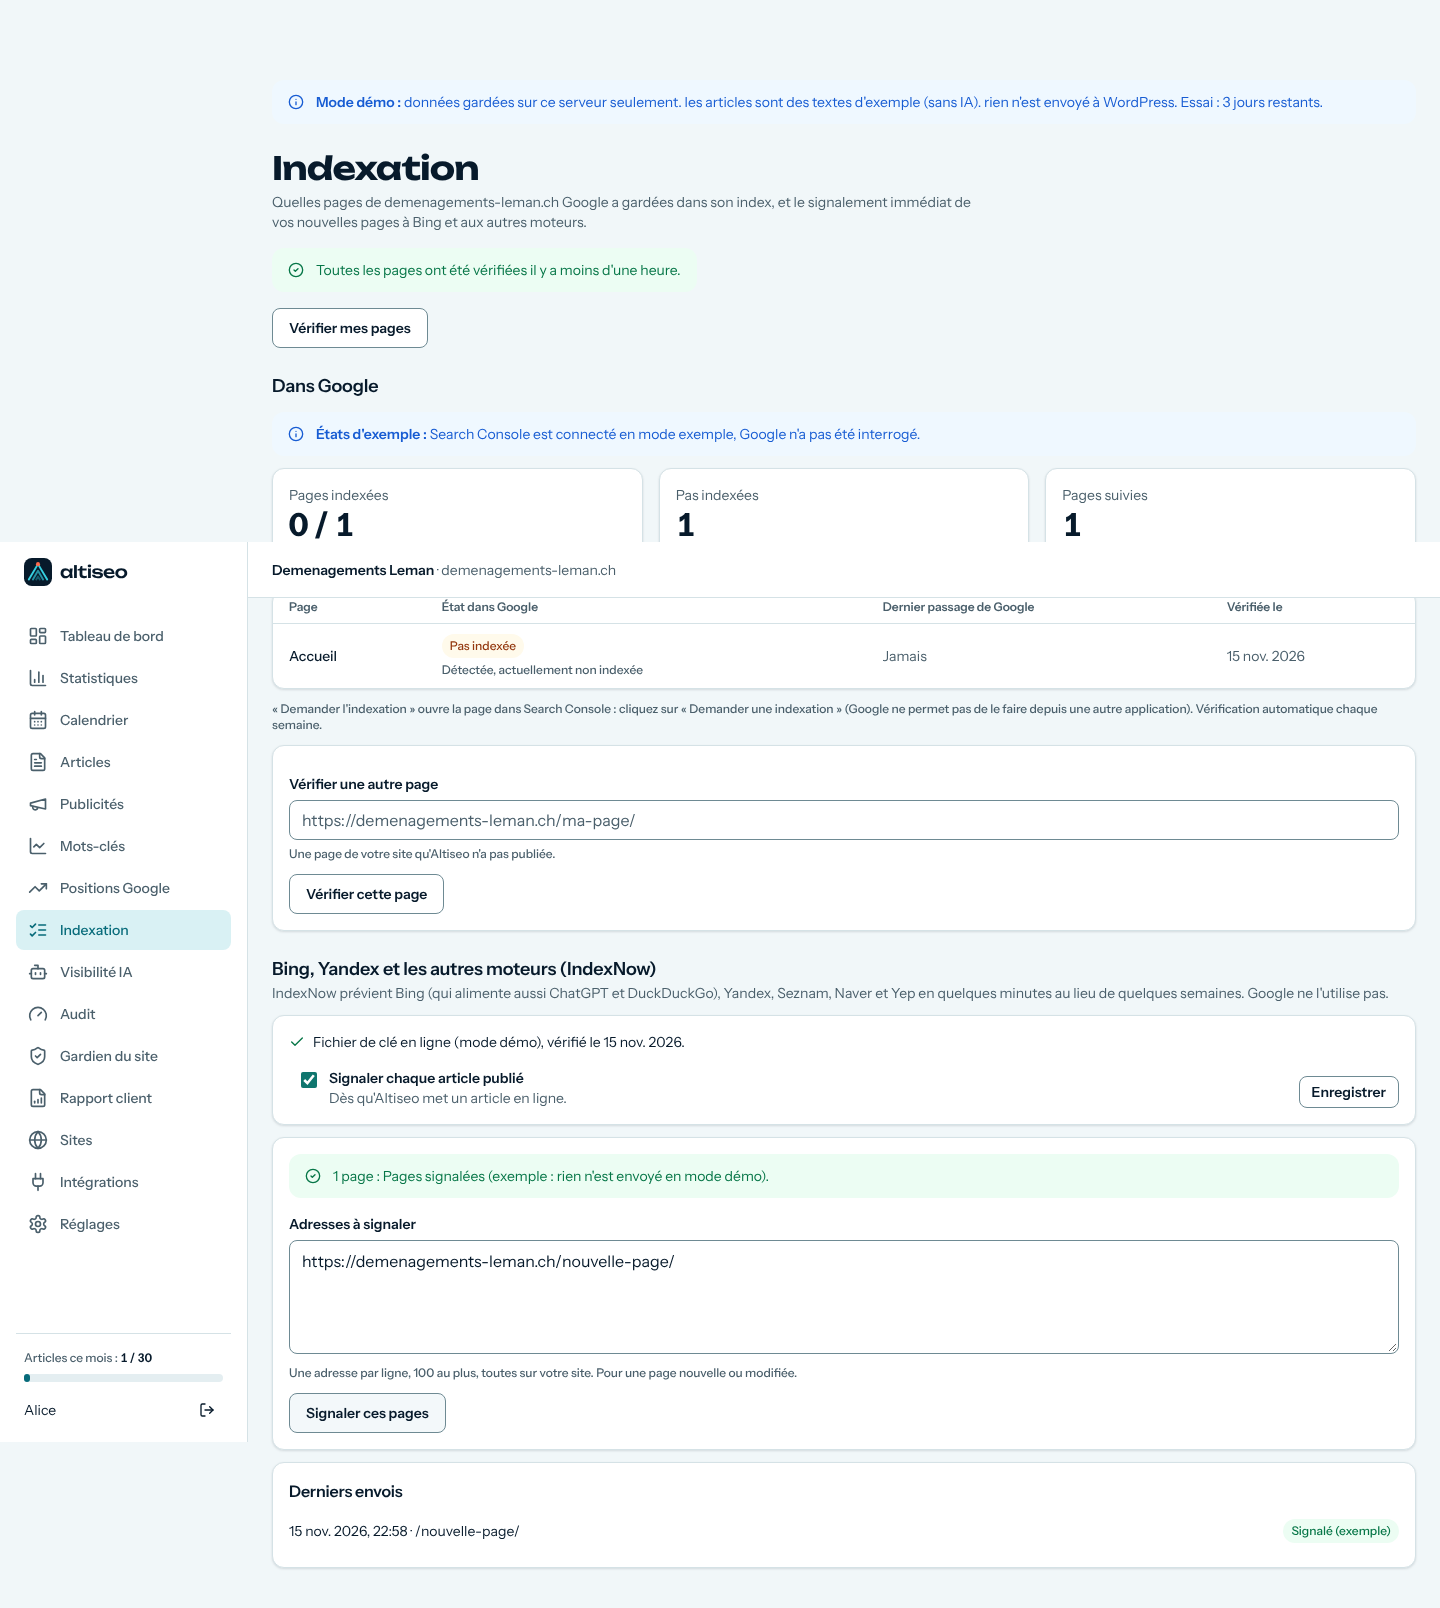 Mode démo : données gardées sur ce serveur seulement. les articles sont des textes d'exemple (sans IA). rien n'est envoyé à WordPress. Essai : 3 jours restants.
Indexation
Quelles pages de demenagements-leman.ch Google a gardées dans son index, et le signalement immédiat de
vos nouvelles pages à Bing et aux autres moteurs.
Toutes les pages ont été vérifiées il y a moins d'une heure.
Vérifier mes pages
Dans Google
États d'exemple : Search Console est connecté en mode exemple, Google n'a pas été interrogé.
Pages indexées
0 / 1
Pas indexées
1
Pages suivies
1
altiseo
Tableau de bord
Statistiques
Calendrier
Articles
Publicités
Mots-clés
Positions Google
Indexation
Visibilité IA
Audit
Gardien du site
Rapport client
Sites
Intégrations
Réglages
Articles ce mois : 1 / 30
Alice
Demenagements Leman · demenagements-leman.ch
Page État dans Google Dernier passage de Google Vérifiée le
Accueil Pas indexée Jamais 15 nov. 2026
Détectée, actuellement non indexée
« Demander l'indexation » ouvre la page dans Search Console : cliquez sur « Demander une indexation » (Google ne permet pas de le faire depuis une autre application). Vérification automatique chaque
semaine.
Vérifier une autre page
https://demenagements-leman.ch/ma-page/
Une page de votre site qu'Altiseo n'a pas publiée.
Vérifier cette page
Bing, Yandex et les autres moteurs (IndexNow)
IndexNow prévient Bing (qui alimente aussi ChatGPT et DuckDuckGo), Yandex, Seznam, Naver et Yep en quelques minutes au lieu de quelques semaines. Google ne l'utilise pas.
Fichier de clé en ligne (mode démo), vérifié le 15 nov. 2026.
Signaler chaque article publié
Dès qu'Altiseo met un article en ligne.
Enregistrer
1 page : Pages signalées (exemple : rien n'est envoyé en mode démo).
Adresses à signaler
https://demenagements-leman.ch/nouvelle-page/
Une adresse par ligne, 100 au plus, toutes sur votre site. Pour une page nouvelle ou modifiée.
Signaler ces pages
Derniers envois
15 nov. 2026, 22:58 · /nouvelle-page/ Signalé (exemple)